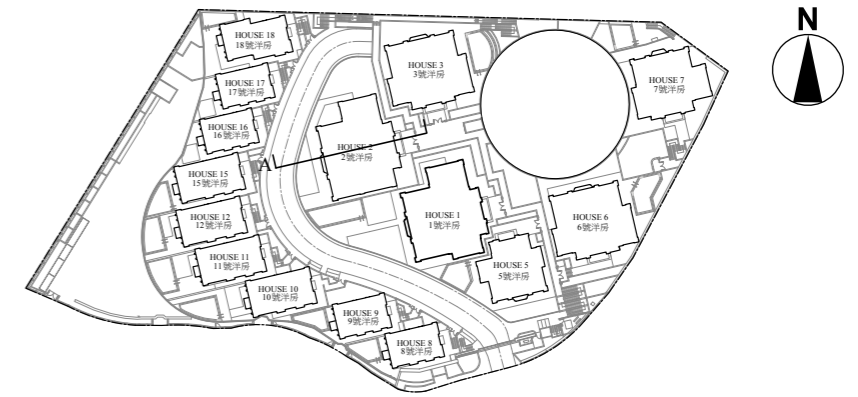 N
HOUSE 18
18號洋房
HOUSE 17
17號洋房
HOUSE 16
16號洋房
HOUSE 15
15號洋房
HOUSE 12
12號洋房
HOUSE 11
11號洋房
HOUSE 10
10號洋房
HOUSE 9
9號洋房
HOUSE 8
8號洋房
HOUSE 3
3號洋房
HOUSE 2
2號洋房
A
HOUSE 1
1號洋房
HOUSE 5
5號洋房
HOUSE 6
6號洋房
HOUSE 7
7號洋房